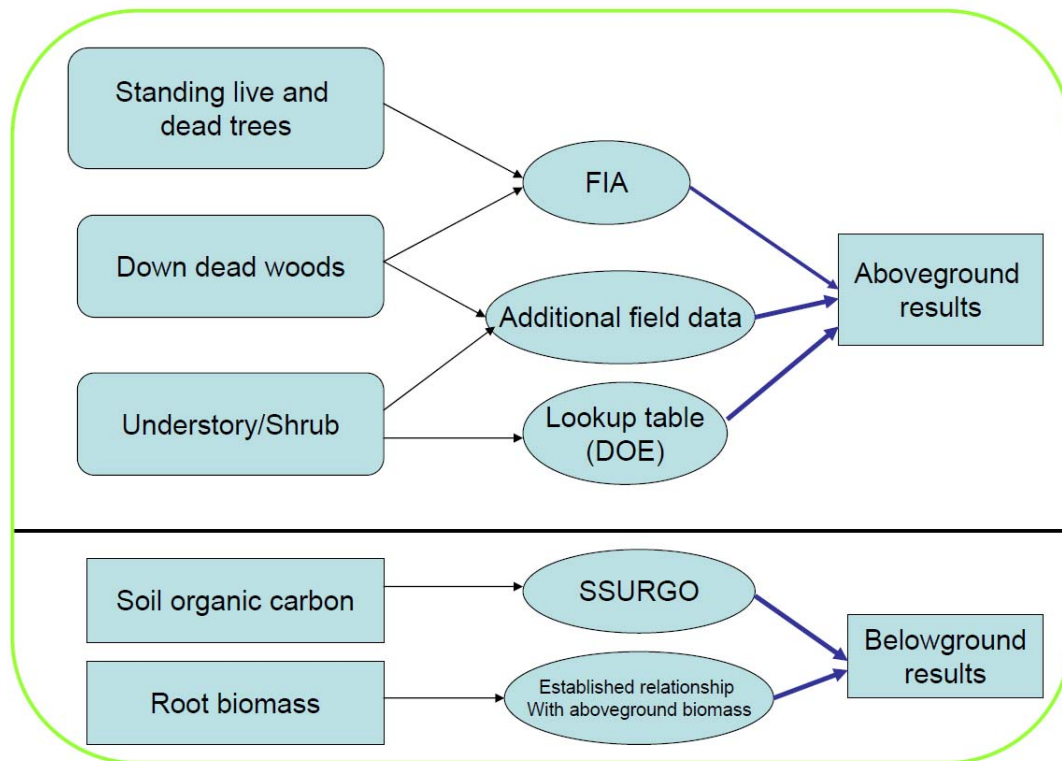 Standing live and
dead trees
FIA
Down dead woods
Additional field data
Aboveground
results
Understory/Shrub
Lookup table
(DOE)
Soil organic carbon
SSURGO
Belowground
results
Root biomass
Established relationship
With aboveground biomass